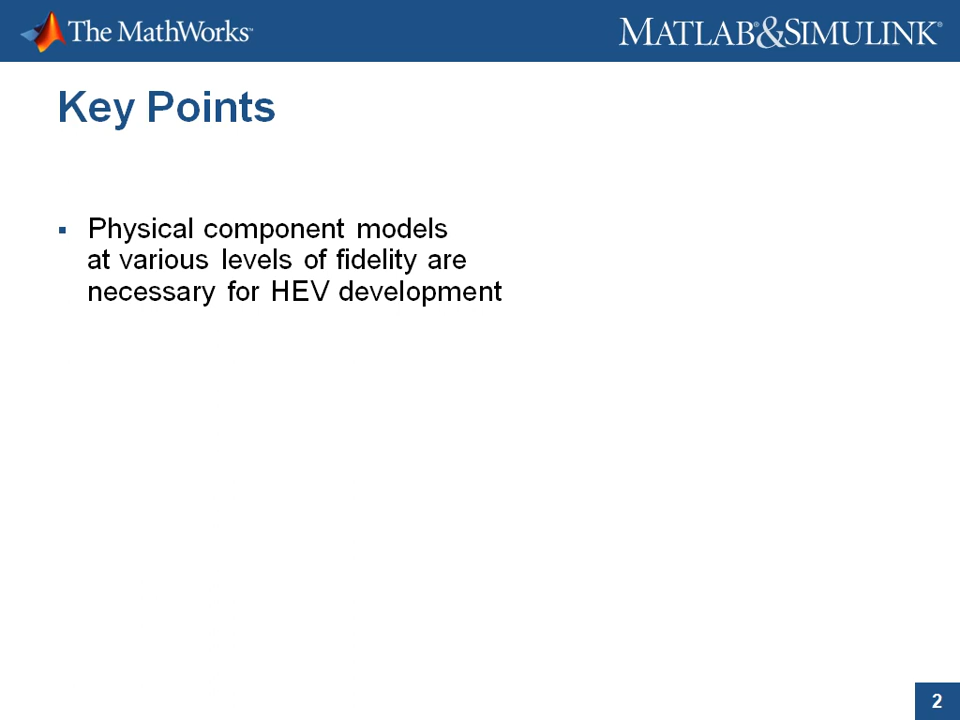 The MathWorks™
MATLAB®&SIMULINK®
Key Points
▪ Physical component models
at various levels of fidelity are
necessary for HEV development
2